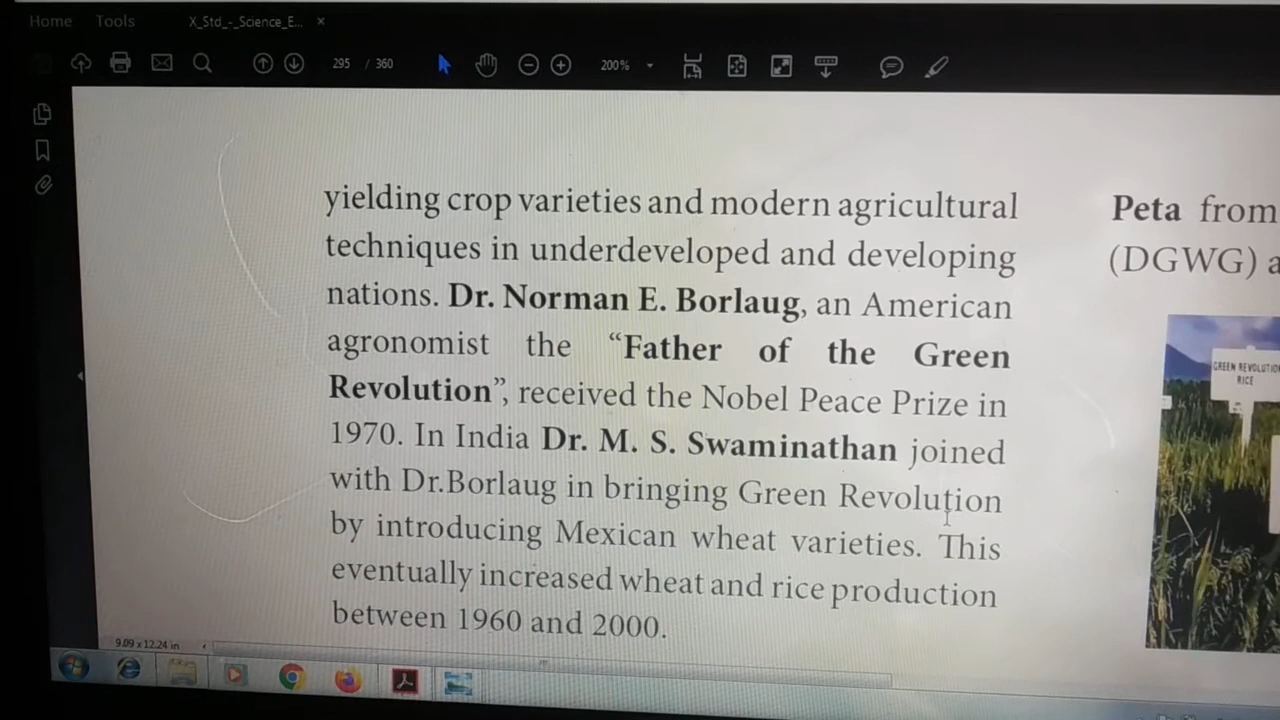 Home Tools X_Std_-_Science_E... ×
295 / 360 200%
yielding crop varieties and modern agricultural
techniques in underdeveloped and developing
nations. Dr. Norman E. Borlaug, an American
agronomist the “Father of the Green
Revolution”, received the Nobel Peace Prize in
1970. In India Dr. M. S. Swaminathan joined
with Dr.Borlaug in bringing Green Revolution
by introducing Mexican wheat varieties. This
eventually increased wheat and rice production
between 1960 and 2000.
Peta from
(DGWG) a
GREEN REVOLUTIO
RICE
9.09 x 12.24 in